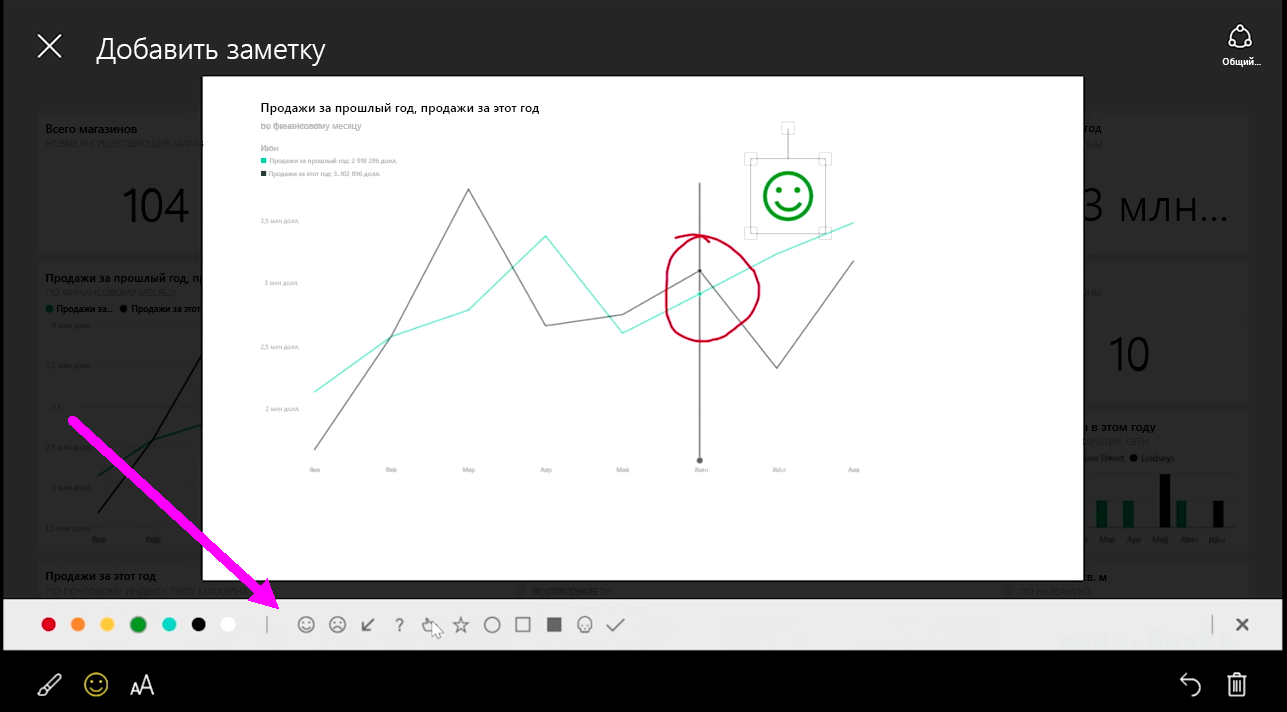 Добавить заметку
Общий...
Продажи за прошлый год, продажи за этот год
по финансовому месяцу
Июн
Продажи за прошлый год: 2 918 296 долл.
Продажи за этот год: 3..102 896 долл.
3,5 млн долл.
3 млн долл.
2,5 млн долл.
2 млн долл.
Янв
Фев
Мар
Апр
Май
Июн
Июл
Авг
Всего магазинов
НОВЫЕ И СУЩЕСТВУЮЩИЕ МАГАЗ
104
Продажи за прошлый год, п
ПО ФИНАНСОВОМУ МЕСЯЦУ
Продажи за...
Продажи за этот
4 млн долл.
3,5 млн долл.
2,5 млн долл.
2 млн долл.
1,5 млн долл.
Янв
Фев
Продажи за этот год
год
3 млн...
10
и в этом году
ns Direct
Lindseys
Мар
Апр
Май
Июн
Июл
кв. м
ПО НАЗВАНИЮ
?
AA